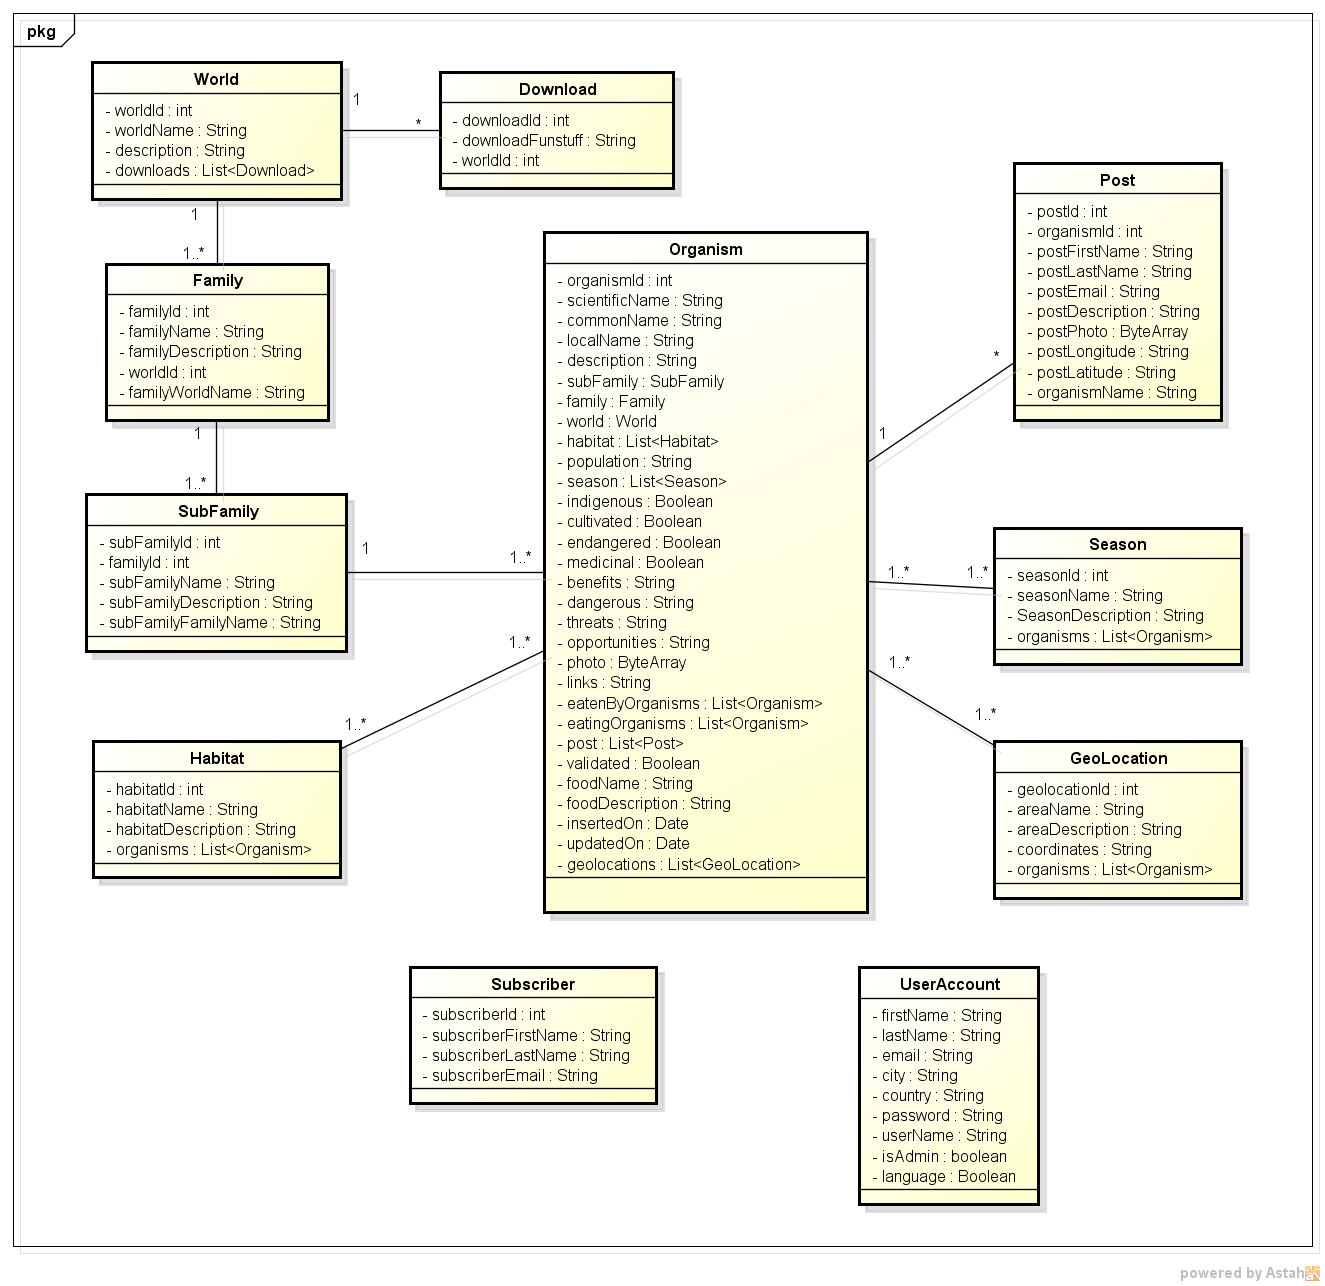 pkg
World
- worldId : int
- worldName : String
- description : String
- downloads : List<Download>
1
*
Download
- downloadId : int
- downloadFunstuff : String
- worldId : int
1
1..*
Family
- familyId : int
- familyName : String
- familyDescription : String
- worldId : int
- familyWorldName : String
1
1..*
SubFamily
- subFamilyId : int
- familyId : int
- subFamilyName : String
- subFamilyDescription : String
- subFamilyFamilyName : String
1
1..*
1..*
1..*
Habitat
- habitatId : int
- habitatName : String
- habitatDescription : String
- organisms : List<Organism>
Organism
- organismId : int
- scientificName : String
- commonName : String
- localName : String
- description : String
- subFamily : SubFamily
- family : Family
- world : World
- habitat : List<Habitat>
- population : String
- season : List<Season>
- indigenous : Boolean
- cultivated : Boolean
- endangered : Boolean
- medicinal : Boolean
- benefits : String
- dangerous : String
- threats : String
- opportunities : String
- photo : ByteArray
- links : String
- eatenByOrganisms : List<Organism>
- eatingOrganisms : List<Organism>
- post : List<Post>
- validated : Boolean
- foodName : String
- foodDescription : String
- insertedOn : Date
- updatedOn : Date
- geolocations : List<GeoLocation>
Post
- postId : int
- organismId : int
- postFirstName : String
- postLastName : String
- postEmail : String
- postDescription : String
- postPhoto : ByteArray
- postLongitude : String
- postLatitude : String
- organismName : String
*
1
1..*
1..*
Season
- seasonId : int
- seasonName : String
- SeasonDescription : String
- organisms : List<Organism>
1..*
1..*
GeoLocation
- geolocationId : int
- areaName : String
- areaDescription : String
- coordinates : String
- organisms : List<Organism>
Subscriber
- subscriberId : int
- subscriberFirstName : String
- subscriberLastName : String
- subscriberEmail : String
UserAccount
- firstName : String
- lastName : String
- email : String
- city : String
- country : String
- password : String
- userName : String
- isAdmin : boolean
- language : Boolean
powered by Astah